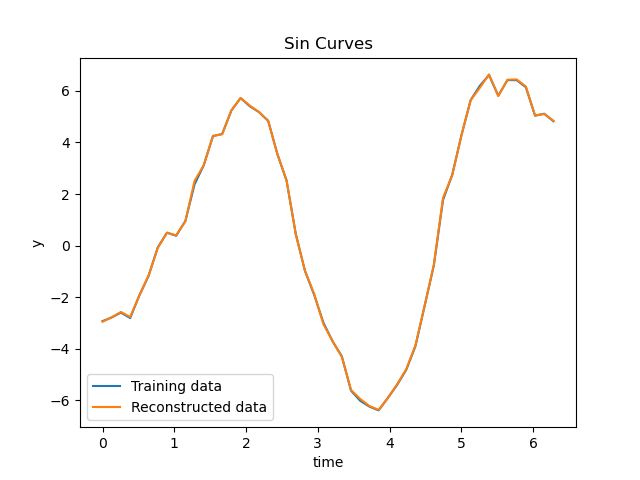 Sin Curves
6
4
2
0
−2
−4
−6
y
Training data
Reconstructed data
0 1 2 3 4 5 6
time